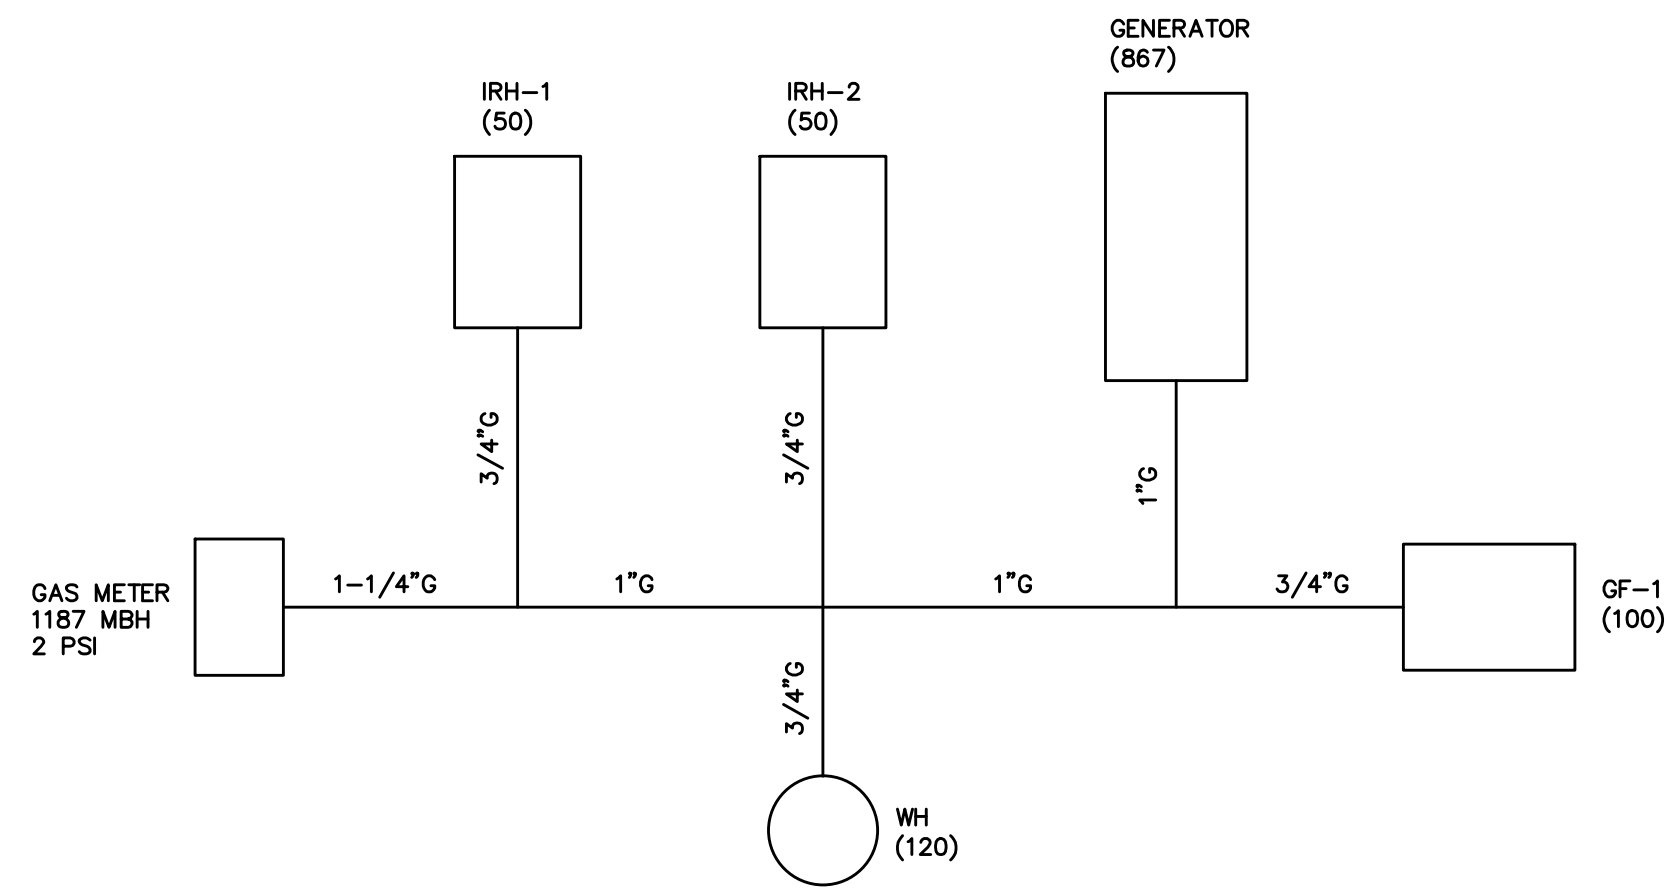 GENERATOR
(867)
IRH-1
(50)
IRH-2
(50)
3/4"G
3/4"G
1"G
GAS METER
1187 MBH
2 PSI
1-1/4"G
1"G
1"G
3/4"G
GF-1
(100)
3/4"G
WH
(120)